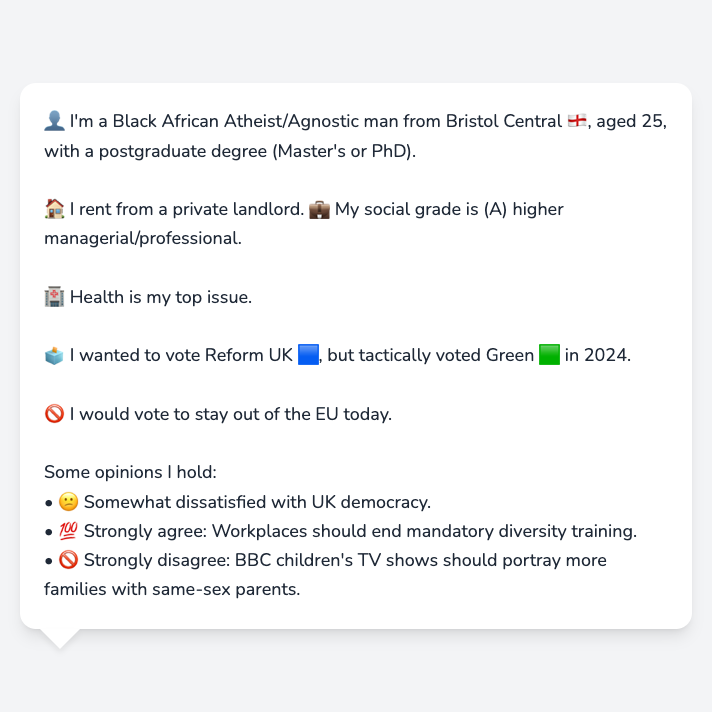 👤 I'm a Black African Atheist/Agnostic man from Bristol Central 🏴󠁧󠁢󠁥󠁮󠁧󠁿, aged 25,
with a postgraduate degree (Master's or PhD).
🏠 I rent from a private landlord. 💼 My social grade is (A) higher
managerial/professional.
🏥 Health is my top issue.
🗳️ I wanted to vote Reform UK 🟦, but tactically voted Green 🟩 in 2024.
🚫 I would vote to stay out of the EU today.
Some opinions I hold:
• 🙁 Somewhat dissatisfied with UK democracy.
• 💯 Strongly agree: Workplaces should end mandatory diversity training.
• 🚫 Strongly disagree: BBC children's TV shows should portray more
families with same-sex parents.